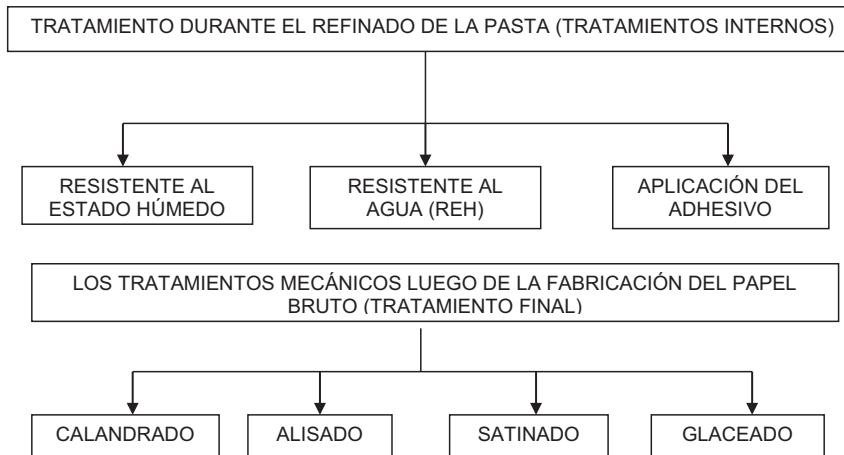 TRATAMIENTO DURANTE EL REFINADO DE LA PASTA (TRATAMIENTOS INTERNOS)
RESISTENTE AL
ESTADO HÚMEDO
RESISTENTE AL
AGUA (REH)
APLICACIÓN DEL
ADHESIVO
LOS TRATAMIENTOS MECÁNICOS LUEGO DE LA FABRICACIÓN DEL PAPEL
BRUTO (TRATAMIENTO FINAL)
CALANDRADO
ALISADO
SATINADO
GLACEADO